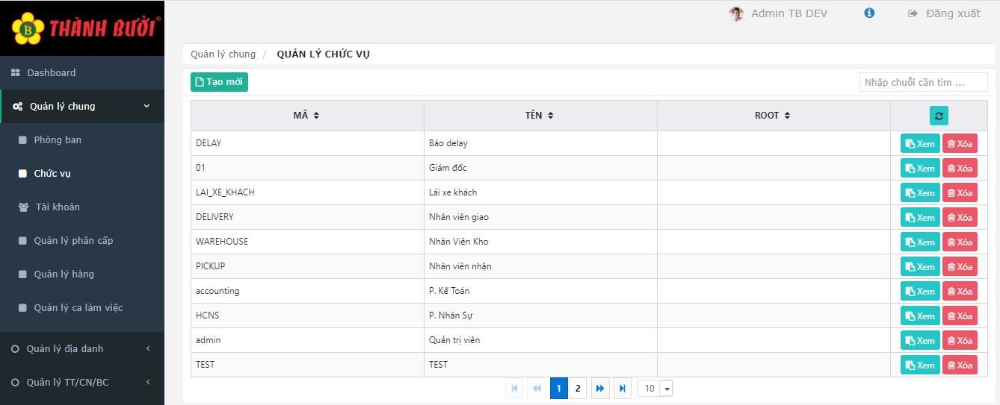 THÀNH BƯỞI®
B
Admin TB DEV
Đăng xuất
Dashboard
Quản lý chung
Phòng ban
Chức vụ
Tài khoản
Quản lý phân cấp
Quản lý hàng
Quản lý ca làm việc
Quản lý địa danh
Quản lý TT/CN/BC
Quản lý chung / QUẢN LÝ CHỨC VỤ
Tạo mới
Nhập chuỗi cần tìm ...
MÃ TÊN ROOT
DELAY Báo delay Xem Xóa
01 Giám đốc Xem Xóa
LAI_XE_KHACH Lái xe khách Xem Xóa
DELIVERY Nhân viên giao Xem Xóa
WAREHOUSE Nhân Viên Kho Xem Xóa
PICKUP Nhân viên nhận Xem Xóa
accounting P. Kế Toán Xem Xóa
HCNS P. Nhân Sự Xem Xóa
admin Quản trị viên Xem Xóa
TEST TEST Xem Xóa
1 2 10